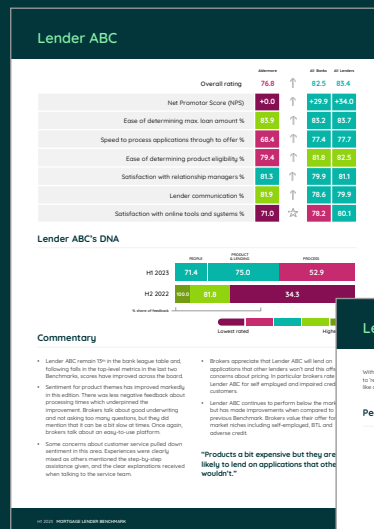 Lender ABC
Aldermore All Banks All Lenders
Overall rating 76.8 82.5 83.4
Net Promotor Score (NPS) +0.0 +29.9 +34.0
Ease of determining max. loan amount % 83.9 83.2 83.7
Speed to process applications through to offer % 68.4 77.4 77.7
Ease of determining product eligibility % 79.4 81.8 82.5
Satisfaction with relationship managers % 81.3 79.9 81.1
Lender communication % 81.9 78.6 79.9
Satisfaction with online tools and systems % 71.0 78.2 80.1
Lender ABC's DNA
PEOPLE PRODUCT & LENDING PROCESS
H1 2023 71.4 75.0 52.9
H2 2022 100.0 81.8 34.3
% share of feedback
Lowest rated Highe
Commentary
• Lender ABC remain 13th in the bank league table and,
following falls in the top-level metrics in the last two
Benchmarks, scores have improved across the board.
• Sentiment for product themes has improved markedly
in this edition. There was less negative feedback about
processing times which underpinned the
improvement. Brokers talk about good underwriting
and not asking too many questions, but they did
mention that it can be a bit slow at times. Once again,
brokers talk about an easy-to-use platform.
• Some concerns about customer service pulled down
sentiment in this area. Experiences were clearly
mixed as others mentioned the step-by-step
assistance given, and the clear explanations received
when talking to the service team.
• Brokers appreciate that Lender ABC will lend on
applications that other lenders won't and this offs
concerns about pricing. In particular brokers rate
Lender ABC for self employed and impaired cred
customers.
• Lender ABC continues to perform below the mark
but has made improvements when compared to
previous Benchmark. Brokers value their offer for
market niches including self-employed, BTL and
adverse credit.
"Products a bit expensive but they are
likely to lend on applications that othe
wouldn't."
H1 2023 MORTGAGE LENDER BENCHMARK
Le
With
to 'n
like c
Pe